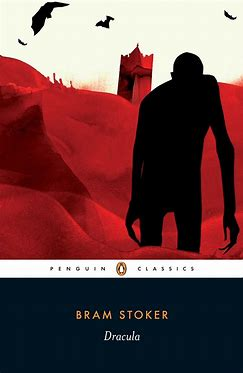 PENGUIN CLASSICS
BRAM STOKER
Dracula